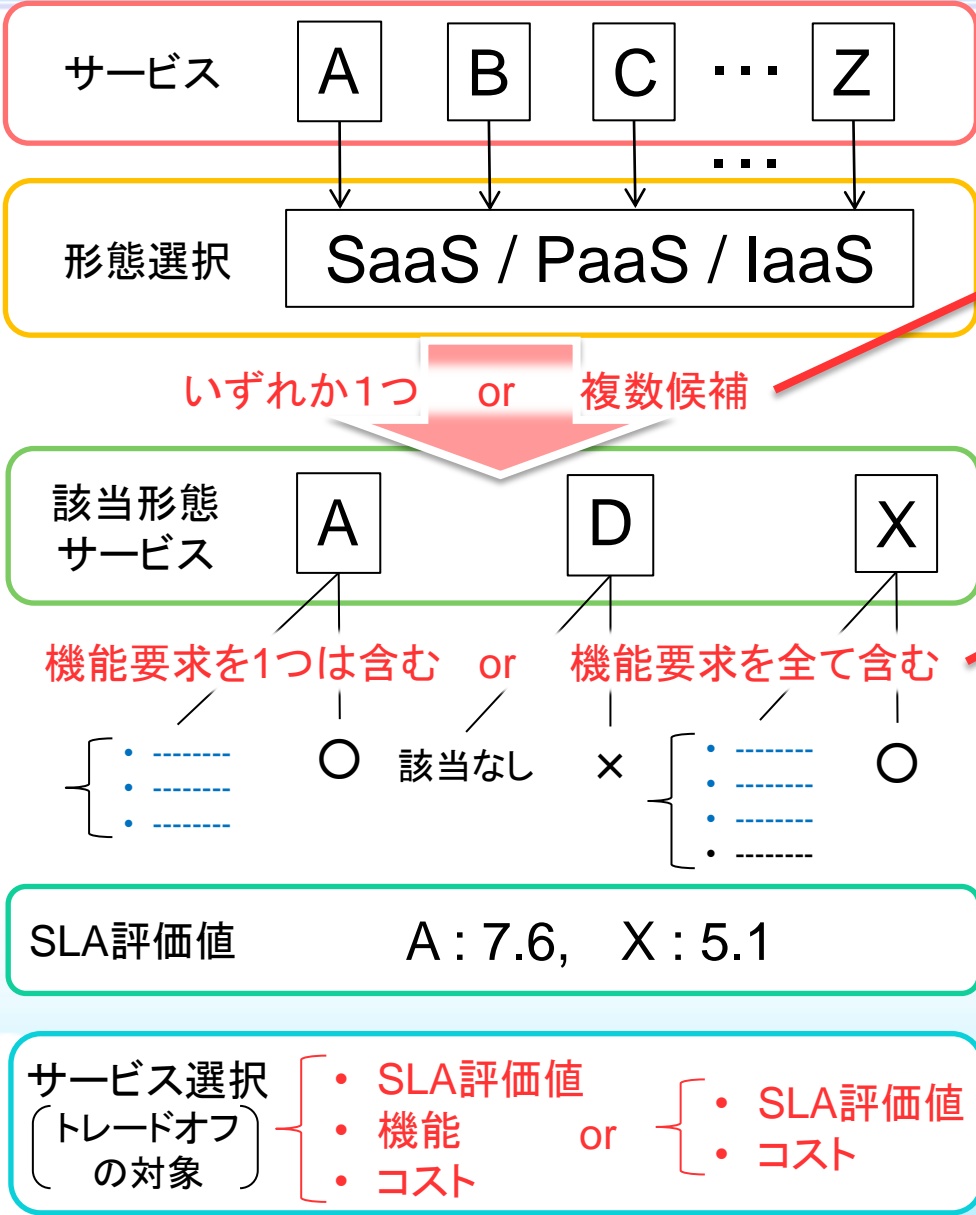 サービス A B C ・・・ Z
・・・
形態選択 SaaS / PaaS / IaaS
いずれか1つ or 複数候補
該当形態
サービス
A D X
機能要求を1つは含む or 機能要求を全て含む
• -------- ○ 該当なし × • -------- ○
• -------- • --------
• -------- • --------
• --------
SLA評価値 A : 7.6, X : 5.1
サービス選択
トレードオフ
の対象
• SLA評価値
• 機能
• コスト
or
• SLA評価値
• コスト